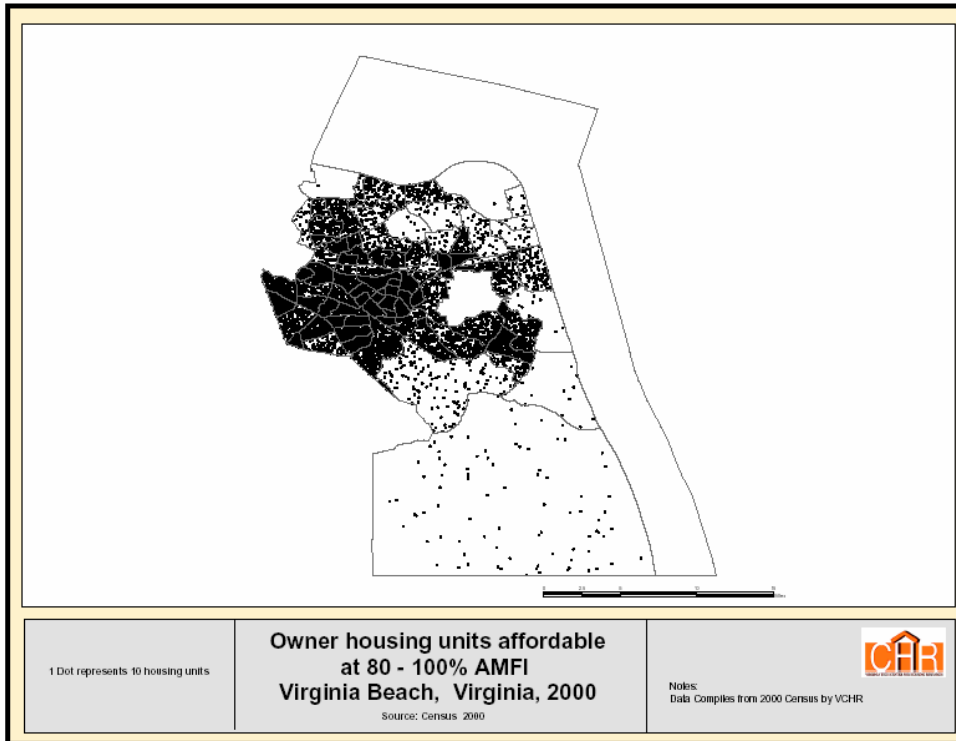 1 Dot represents 10 housing units
Owner housing units affordable
at 80 - 100% AMFI
Virginia Beach, Virginia, 2000
Source: Census 2000
CHR
Notes:
Data Compiles from 2000 Census by VCHR